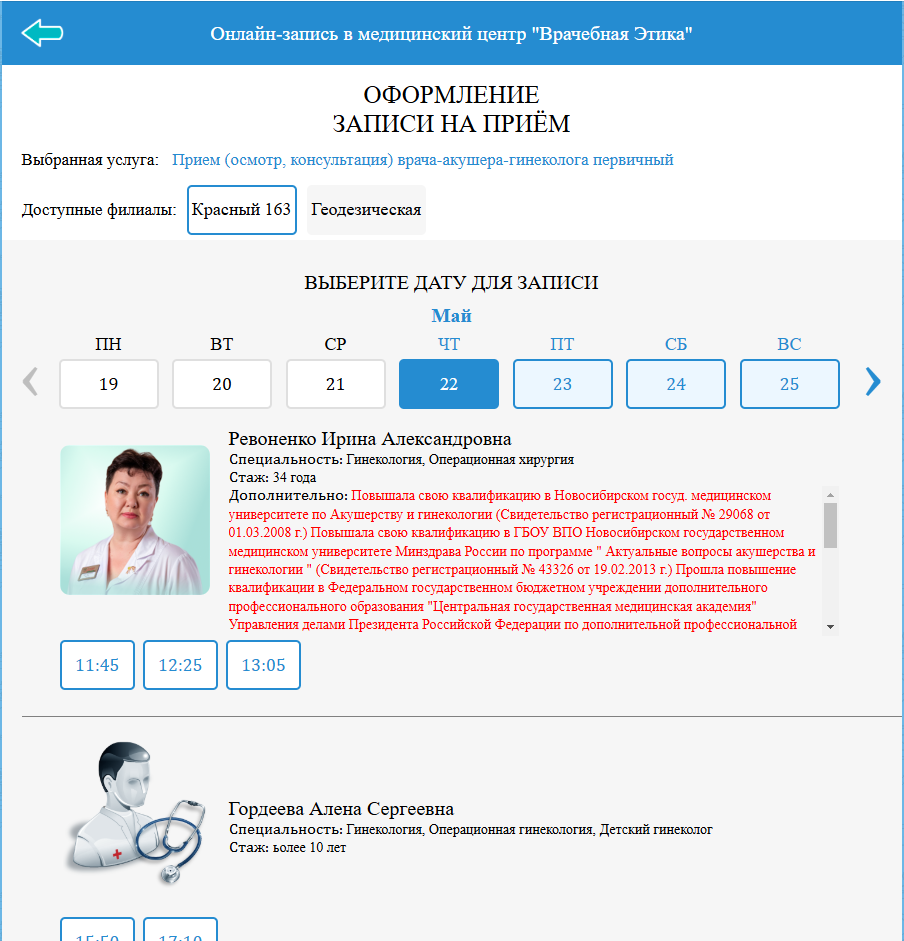 Онлайн-запись в медицинский центр "Врачебная Этика"
ОФОРМЛЕНИЕ
ЗАПИСИ НА ПРИЁМ
Выбранная услуга: Прием (осмотр, консультация) врача-акушера-гинеколога первичный
Доступные филиалы: Красный 163 Геодезическая
ВЫБЕРИТЕ ДАТУ ДЛЯ ЗАПИСИ
Май
ПН ВТ СР ЧТ ПТ СБ ВС
19 20 21 22 23 24 25
Ревоненко Ирина Александровна
Специальность: Гинекология, Операционная хирургия
Стаж: 34 года
Дополнительно: Повышала свою квалификацию в Новосибирском госуд. медицинском
университете по Акушерству и гинекологии (Свидетельство регистрационный № 29068 от
01.03.2008 г.) Повышала свою квалификацию в ГБОУ ВПО Новосибирском государственном
медицинском университете Минздрава России по программе " Актуальные вопросы акушерства и
гинекологии " (Свидетельство регистрационный № 43326 от 19.02.2013 г.) Прошла повышение
квалификации в Федеральном государственном бюджетном учреждении дополнительного
профессионального образования "Центральная государственная медицинская академия"
Управления делами Президента Российской Федерации по дополнительной профессиональной
11:45 12:25 13:05
Гордеева Алена Сергеевна
Специальность: Гинекология, Операционная гинекология, Детский гинеколог
Стаж: более 10 лет
15:50 17:10